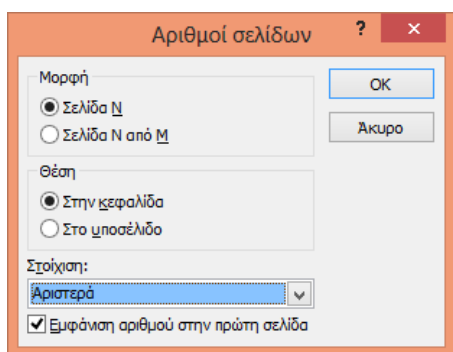 Αριθμοί σελίδων ? ×
Μορφή
Σελίδα N
Σελίδα N από M
OK
Άκυρο
Θέση
Στην κεφαλίδα
Στο υποσέλιδο
Στοίχιση:
Αριστερά
Εμφάνιση αριθμού στην πρώτη σελίδα